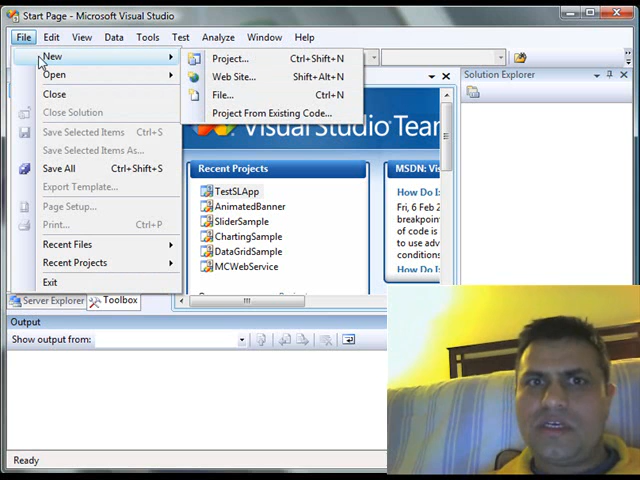 Start Page - Microsoft Visual Studio
File Edit View Data Tools Test Analyze Window Help
New
Project... Ctrl+Shift+N
Open
Web Site... Shift+Alt+N
Close
File... Ctrl+N
Close Solution
Project From Existing Code...
Solution Explorer
Visual Studio Team
Save Selected Items Ctrl+S
Save Selected Items As...
Save All Ctrl+Shift+S
Export Template...
Page Setup...
Print... Ctrl+P
Recent Files
Recent Projects
Exit
Recent Projects
TestSLApp
AnimatedBanner
SliderSample
ChartingSample
DataGridSample
MCWebService
MSDN: Vis
How Do I
Fri, 6 Feb 2
breakpoint
of code is
to use adv
conditions
How Do I
Server Explorer Toolbox
Output
Show output from:
Ready